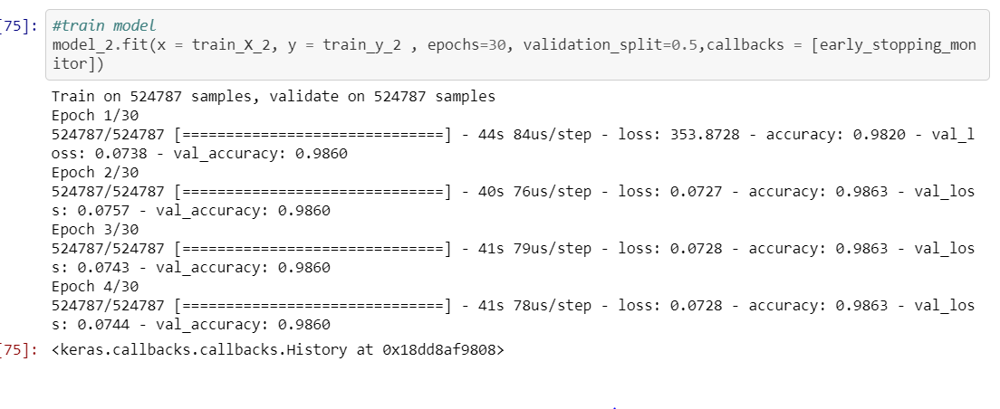 [75]: #train model
model_2.fit(x = train_X_2, y = train_y_2 , epochs=30, validation_split=0.5,callbacks = [early_stopping_mon
itor])
Train on 524787 samples, validate on 524787 samples
Epoch 1/30
524787/524787 [==============================] - 44s 84us/step - loss: 353.8728 - accuracy: 0.9820 - val_l
oss: 0.0738 - val_accuracy: 0.9860
Epoch 2/30
524787/524787 [==============================] - 40s 76us/step - loss: 0.0727 - accuracy: 0.9863 - val_los
s: 0.0757 - val_accuracy: 0.9860
Epoch 3/30
524787/524787 [==============================] - 41s 79us/step - loss: 0.0728 - accuracy: 0.9863 - val_los
s: 0.0743 - val_accuracy: 0.9860
Epoch 4/30
524787/524787 [==============================] - 41s 78us/step - loss: 0.0728 - accuracy: 0.9863 - val_los
s: 0.0744 - val_accuracy: 0.9860
[75]: <keras.callbacks.callbacks.History at 0x18dd8af9808>